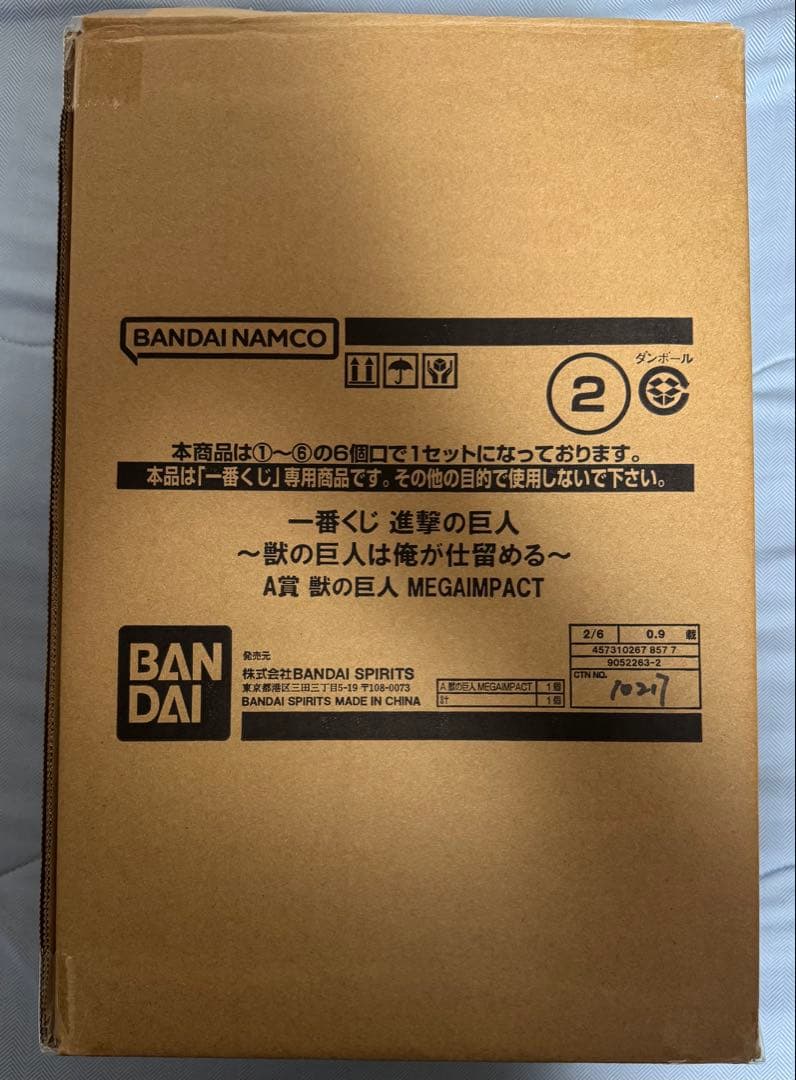 BANDAI NAMCO
ダンボール
2
本商品は①～⑥の6個口で1セットになっております。
本品は「一番くじ」専用商品です。その他の目的で使用しないで下さい。
一番くじ 進撃の巨人
～獣の巨人は俺が仕留める～
A賞 獣の巨人 MEGAIMPACT
BAN
DAI
発売元
株式会社BANDAI SPIRITS
東京都港区三田三丁目5-19 〒108-0073
BANDAI SPIRITS MADE IN CHINA
A 獣の巨人 MEGAIMPACT 1個
計 1個
2/6 0.9 載
457310267 857 7
9052263-2
CTN NO.
10217